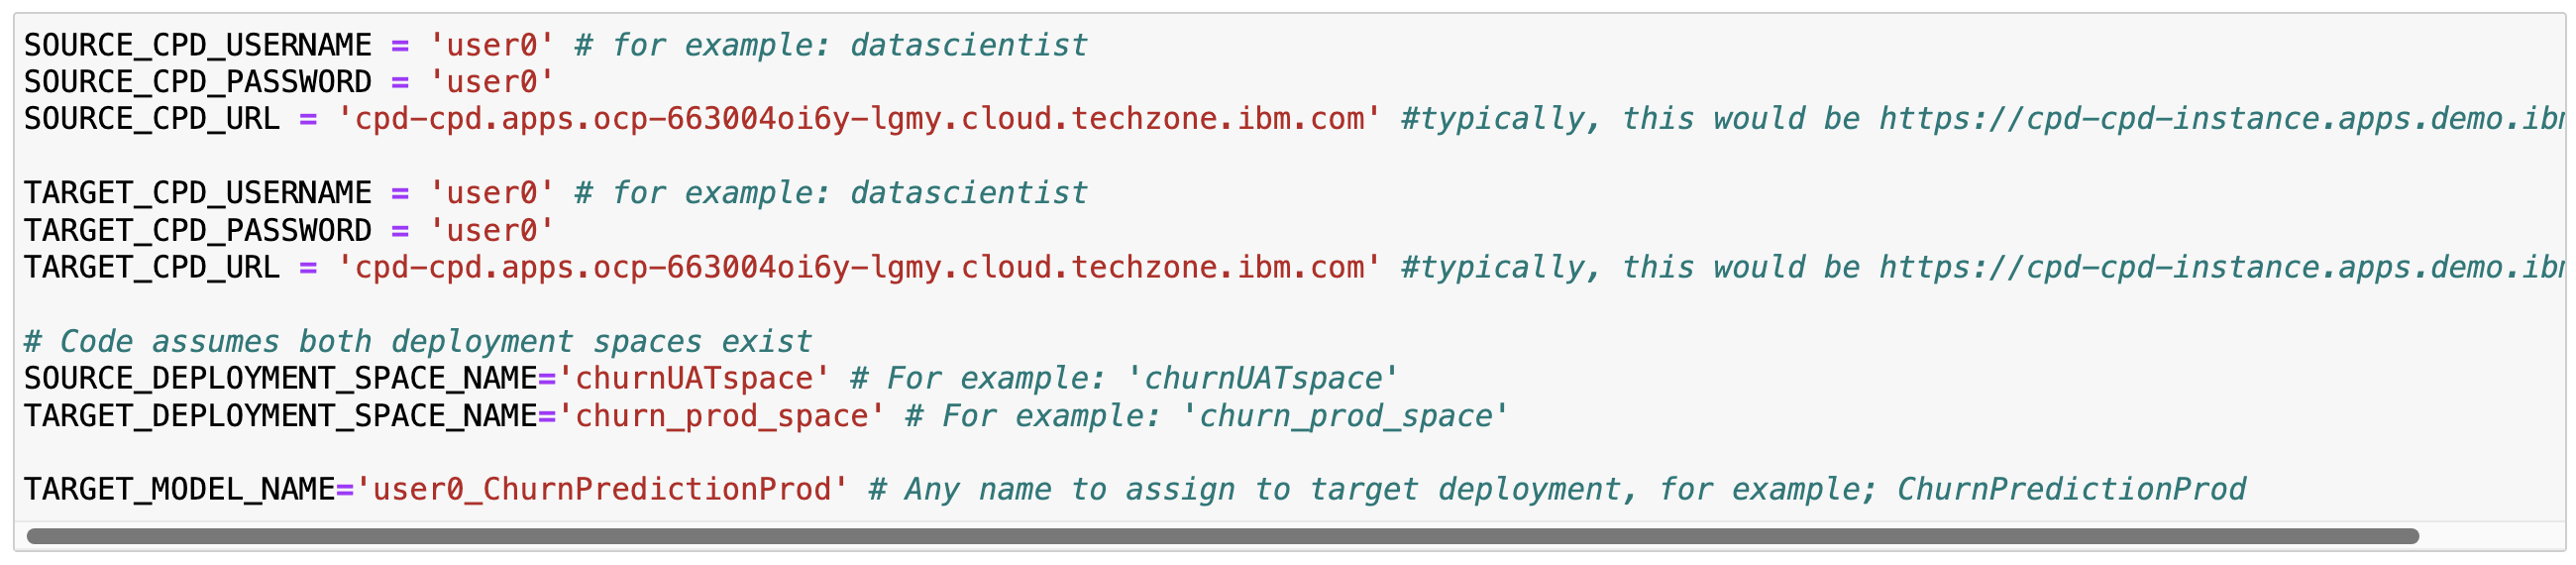 SOURCE_CPD_USERNAME = 'user0' # for example: datascientist
SOURCE_CPD_PASSWORD = 'user0'
SOURCE_CPD_URL = 'cpd-cpd.apps.ocp-663004oi6y-lgmy.cloud.techzone.ibm.com' #typically, this would be https://cpd-cpd-instance.apps.demo.ib
TARGET_CPD_USERNAME = 'user0' # for example: datascientist
TARGET_CPD_PASSWORD = 'user0'
TARGET_CPD_URL = 'cpd-cpd.apps.ocp-663004oi6y-lgmy.cloud.techzone.ibm.com' #typically, this would be https://cpd-cpd-instance.apps.demo.ib
# Code assumes both deployment spaces exist
SOURCE_DEPLOYMENT_SPACE_NAME='churnUATspace' # For example: 'churnUATspace'
TARGET_DEPLOYMENT_SPACE_NAME='churn_prod_space' # For example: 'churn_prod_space'
TARGET_MODEL_NAME='user0_ChurnPredictionProd' # Any name to assign to target deployment, for example; ChurnPredictionProd